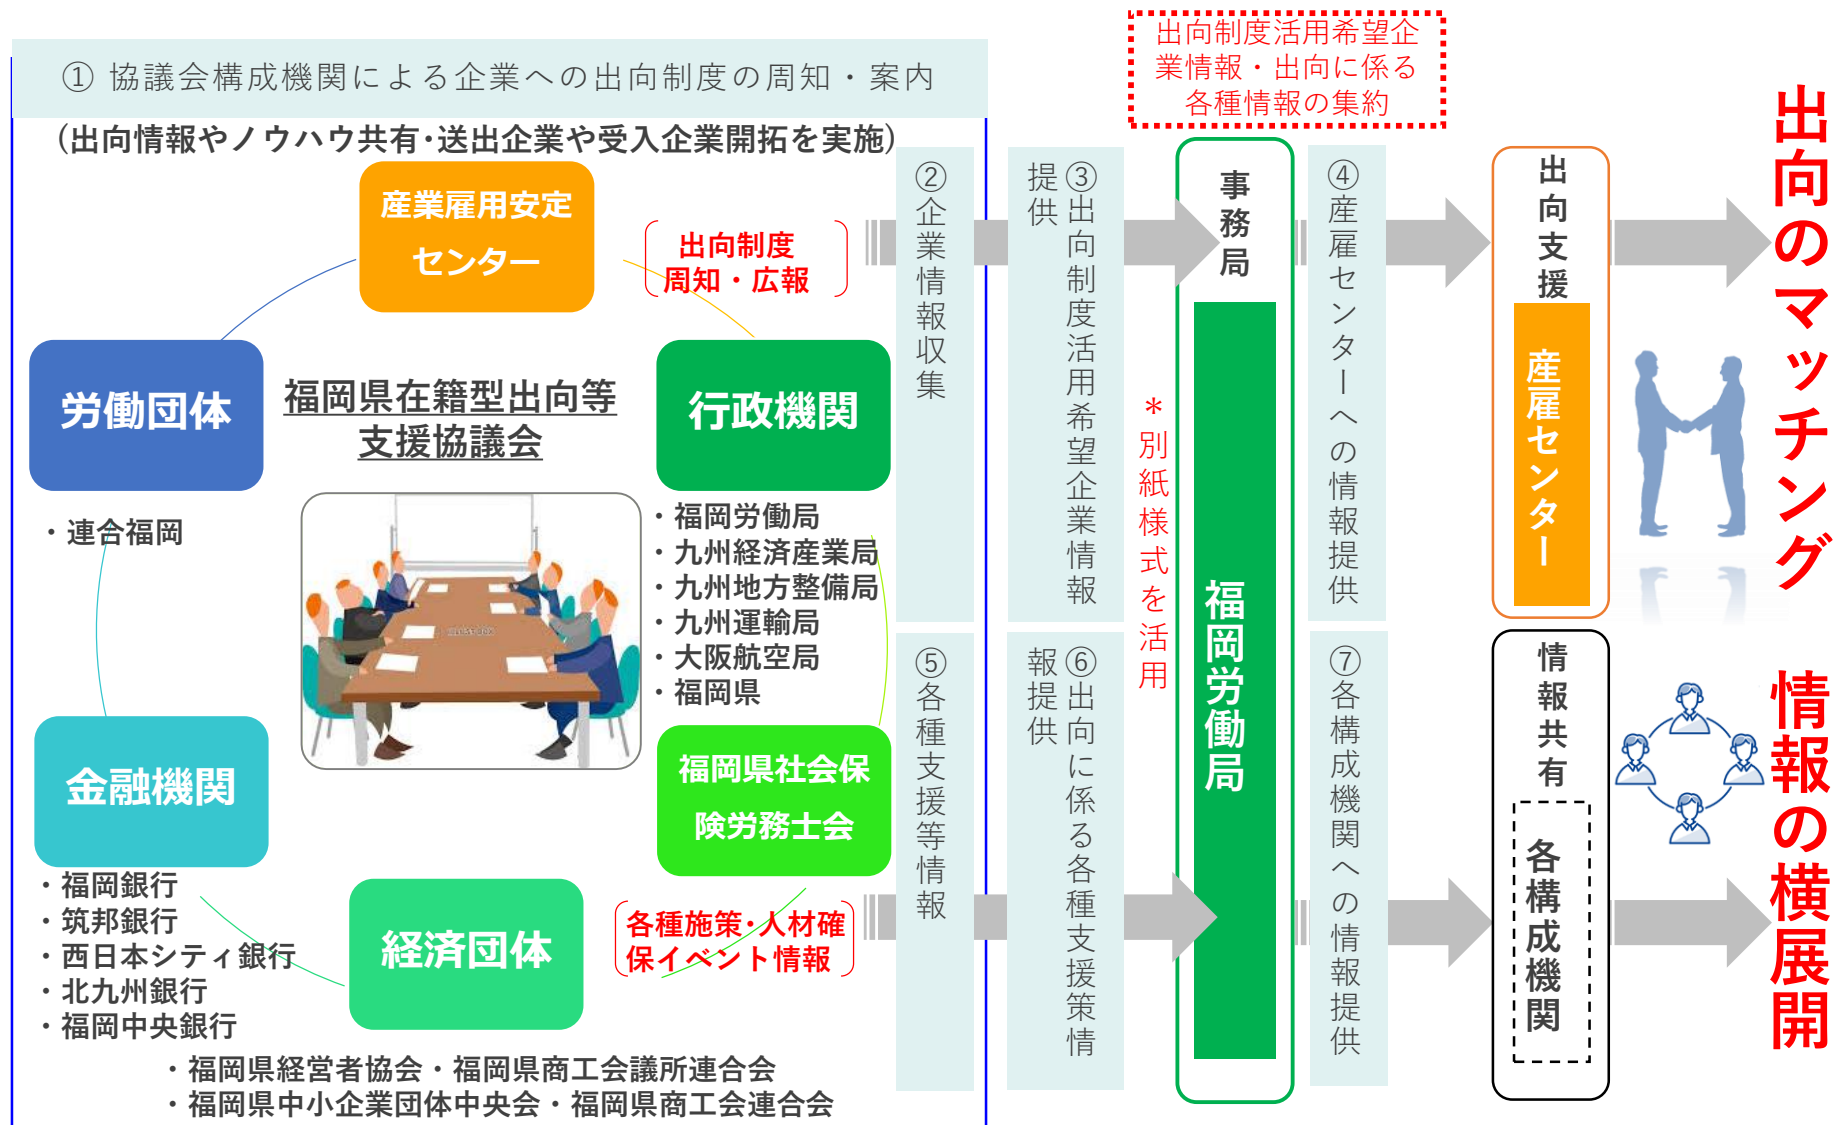 ① 協議会構成機関による企業への出向制度の周知・案内
(出向情報やノウハウ共有･送出企業や受入企業開拓を実施)
産業雇用安定
センター
出向制度
周知・広報
労働団体
福岡県在籍型出向等
支援協議会
行政機関
・連合福岡
・福岡労働局
・九州経済産業局
・九州地方整備局
・九州運輸局
・大阪航空局
・福岡県
金融機関
福岡県社会保
険労務士会
・福岡銀行
・筑邦銀行
・西日本シティ銀行
・北九州銀行
・福岡中央銀行
経済団体
各種施策･人材確
保イベント情報
・福岡県経営者協会・福岡県商工会議所連合会
・福岡県中小企業団体中央会・福岡県商工会連合会
②企業情報収集
⑤各種支援等情報
③出向制度活用希望企業情報
提供
⑥出向に係る各種支援策情
報提供
出向制度活用希望企
業情報・出向に係る
各種情報の集約
＊別紙様式を活用
事務局
福岡労働局
④産雇センターへの情報提供
⑦各構成機関への情報提供
出向支援
産雇センター
情報共有
各構成機関
出向のマッチング
情報の横展開